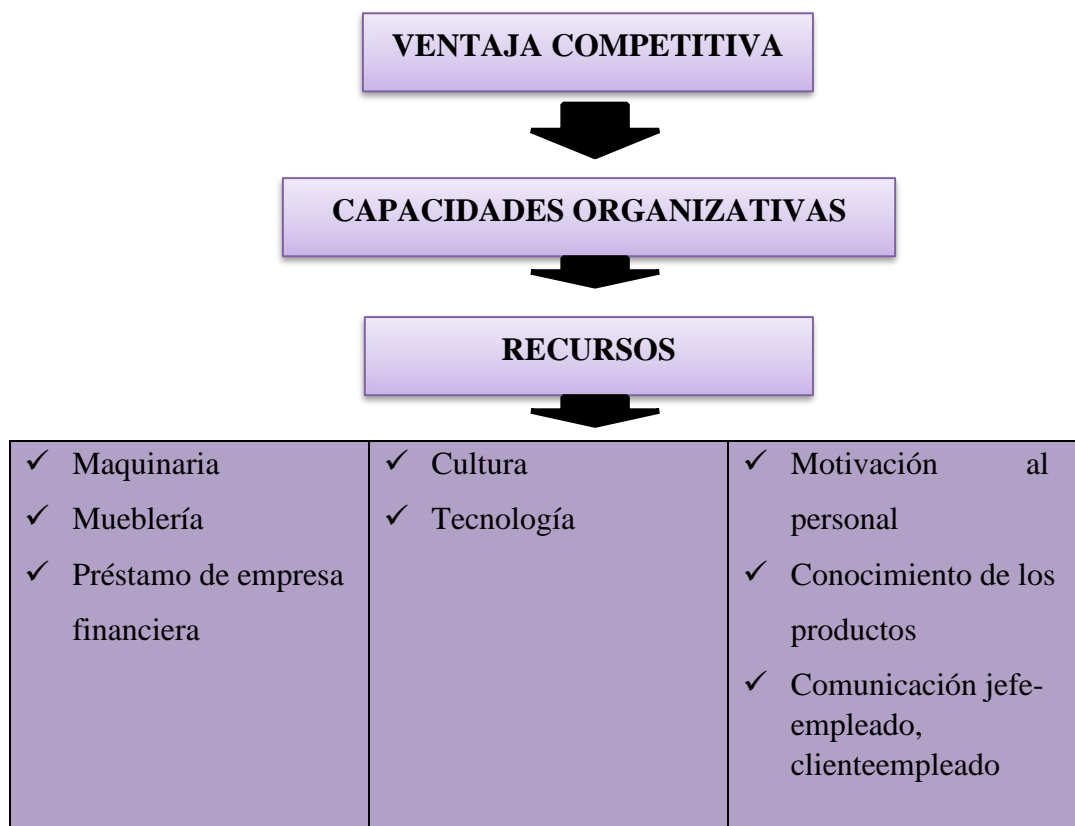 VENTAJA COMPETITIVA
CAPACIDADES ORGANIZATIVAS
RECURSOS
✓ Maquinaria
✓ Mueblería
✓ Préstamo de empresa
financiera
✓ Cultura
✓ Tecnología
✓ Motivación al
personal
✓ Conocimiento de los
productos
✓ Comunicación jefe-
empleado,
clienteempleado